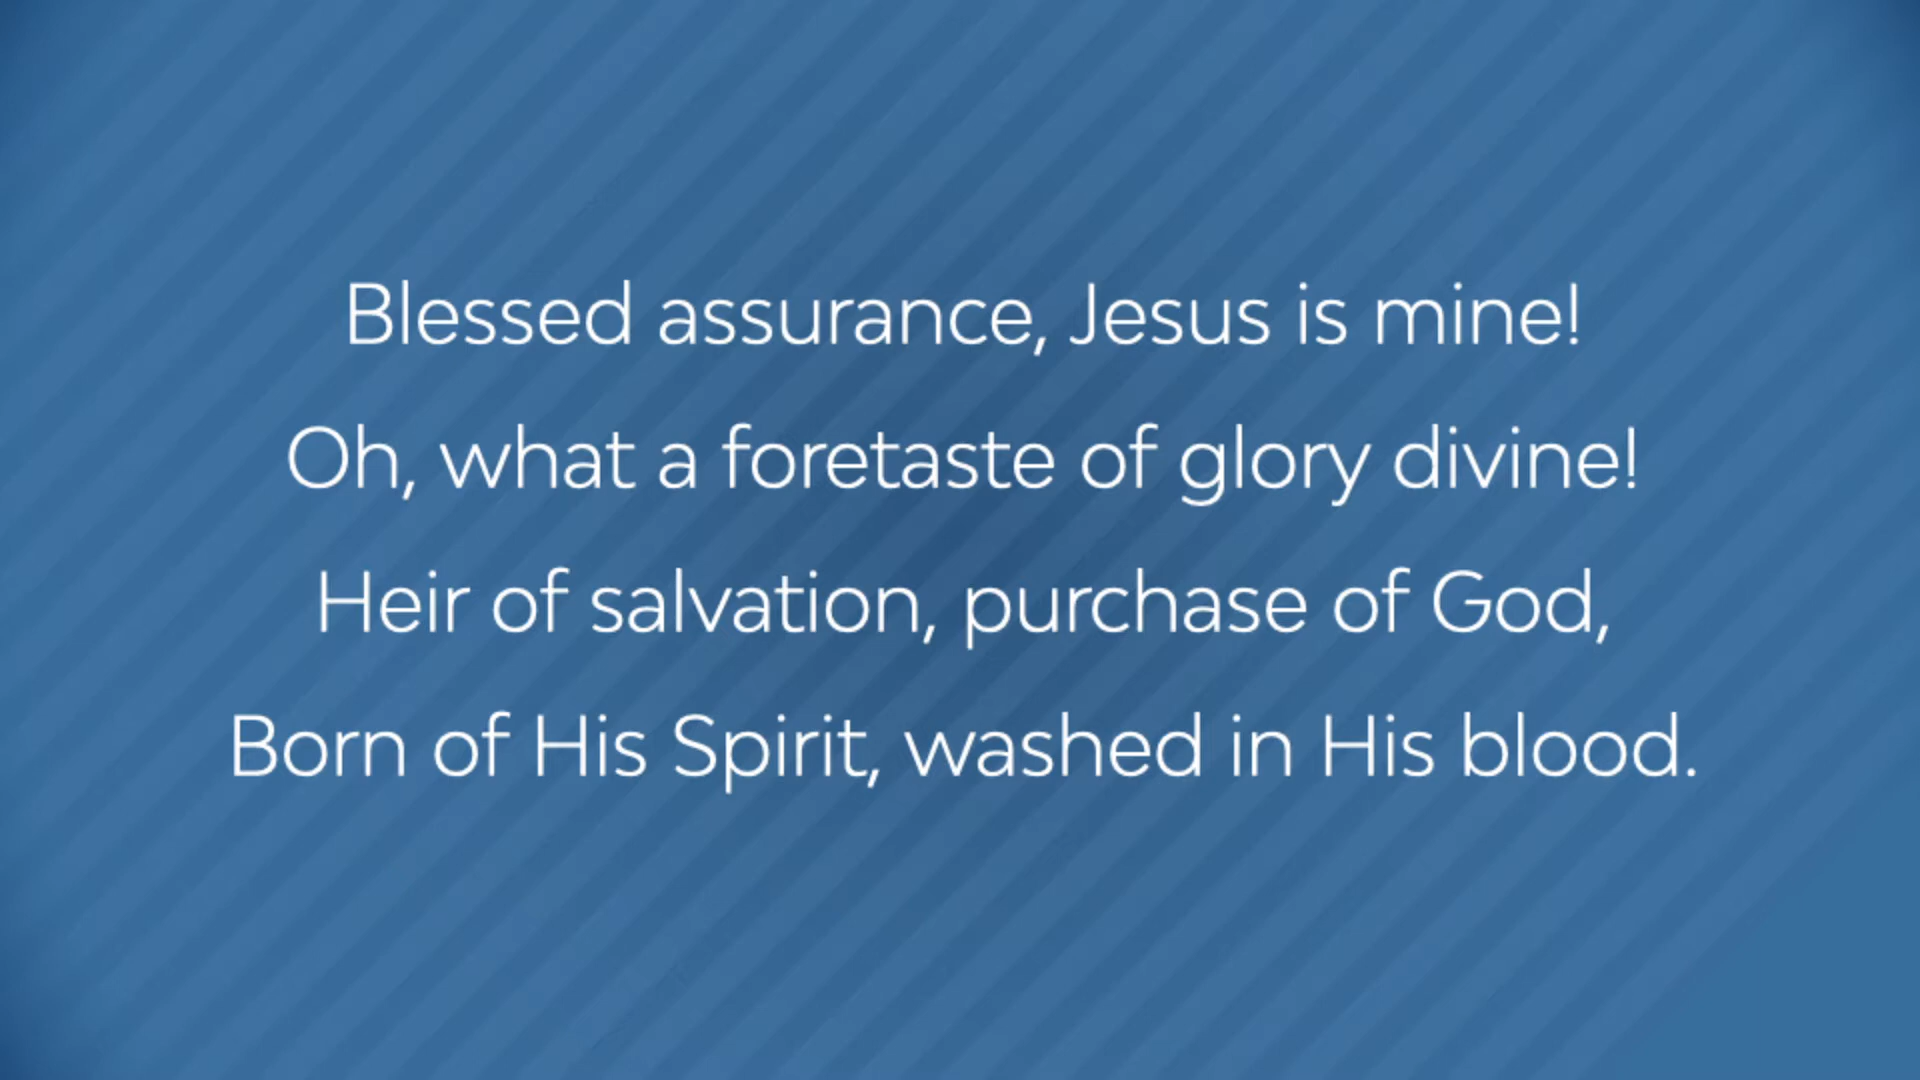 Blessed assurance, Jesus is mine!
Oh, what a foretaste of glory divine!
Heir of salvation, purchase of God,
Born of His Spirit, washed in His blood.